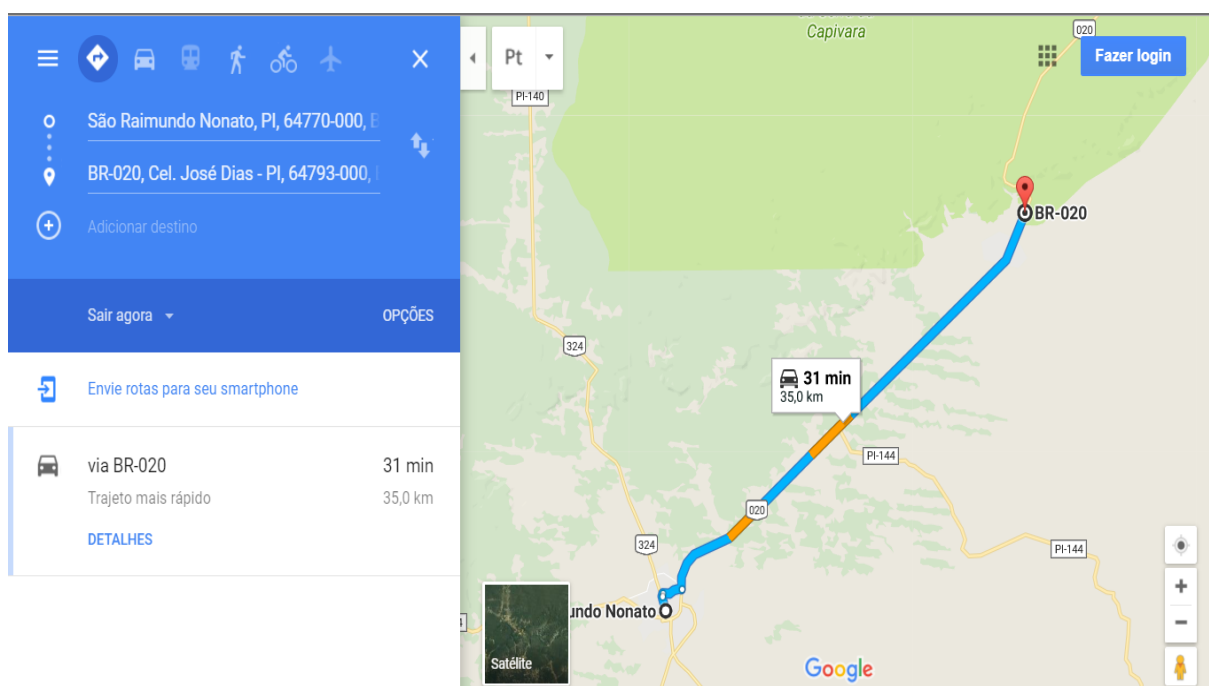 São Raimundo Nonato, PI, 64770-000,
BR-020, Cel. José Dias - PI, 64793-000,
Adicionar destino
Sair agora
OPÇÕES
Envie rotas para seu smartphone
via BR-020
31 min
Trajeto mais rápido
35,0 km
DETALHES
Pt
Capivara
020
Fazer login
PI-140
BR-020
324
31 min
35,0 km
PI-144
020
324
PI-144
undo Nonato
Satélite
Google